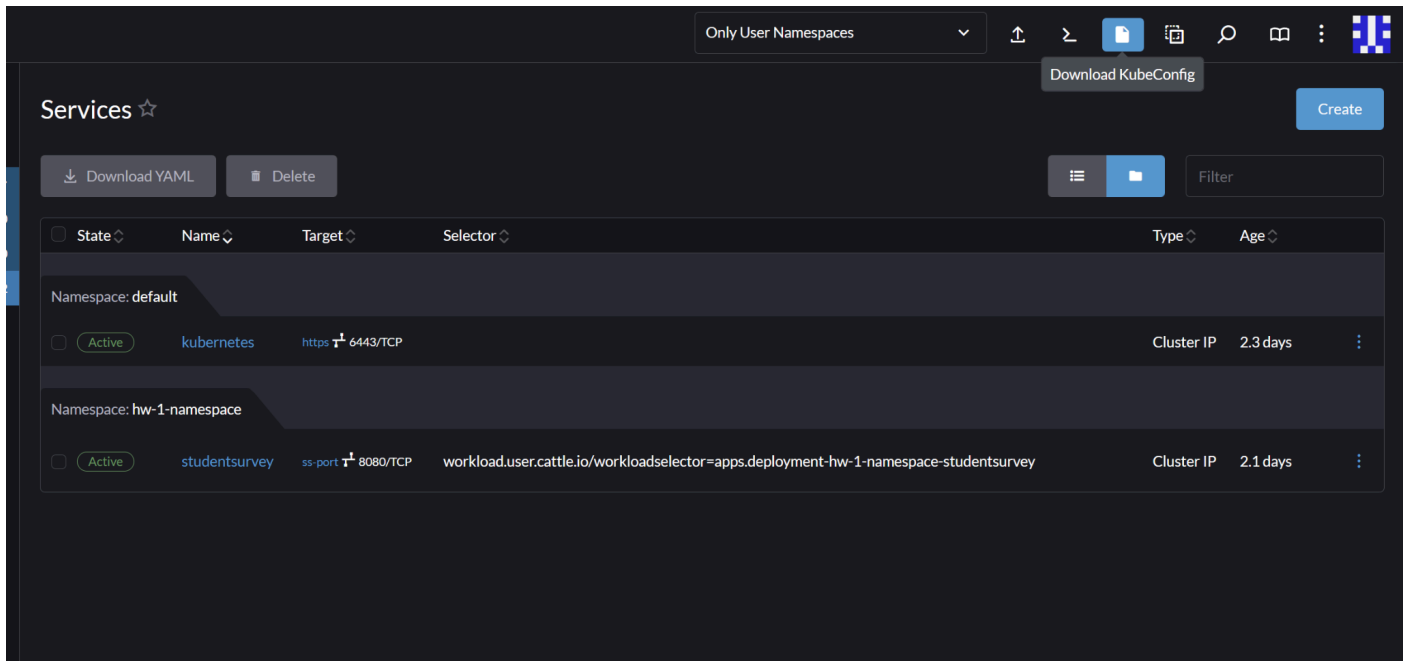 Only User Namespaces
Download KubeConfig
Services
Create
Download YAML
Delete
Filter
State Name Target Selector Type Age
Namespace: default
Active kubernetes https 6443/TCP Cluster IP 2.3 days
Namespace: hw-1-namespace
Active studentsurvey ss-port 8080/TCP workload.user.cattle.io/workloadselector=apps.deployment-hw-1-namespace-studentsurvey Cluster IP 2.1 days